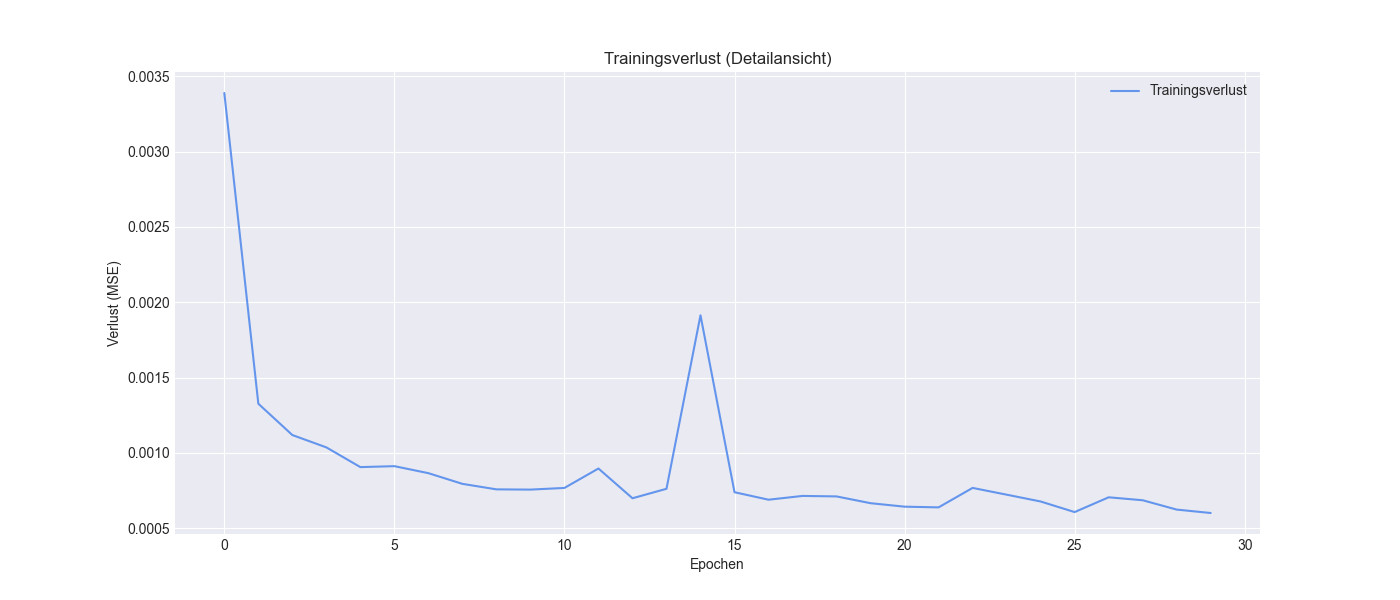 Trainingsverlust (Detailansicht)
Trainingsverlust
0.0035
0.0030
0.0025
0.0020
0.0015
0.0010
0.0005
Verlust (MSE)
0 5 10 15 20 25 30
Epochen